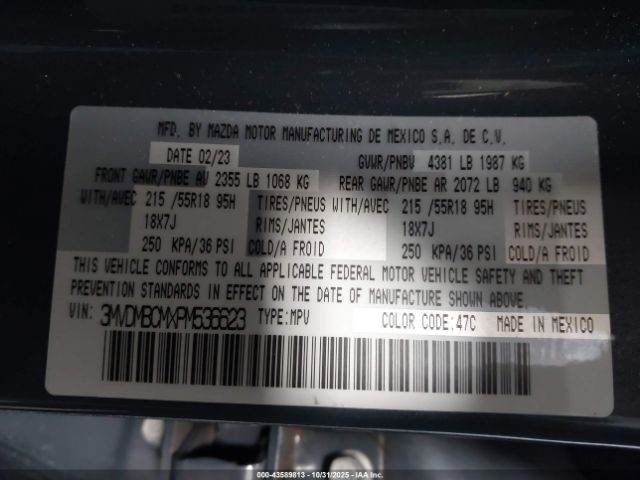 MFD. BY MAZDA MOTOR MANUFACTURING DE MEXICO S.A. DE C.V.
DATE 02/23 GVWR/PNBV 4381 LB 1987 KG
FRONT GAWR/PNBE AV 2355 LB 1068 KG REAR GAWR/PNBE AR 2072 LB 940 KG
WITH/AVEC 215 /55R18 95H TIRES/PNEUS WITH/AVEC 215 /55R18 95H TIRES/PNEUS
18X7J RIMS/JANTES 18X7J RIMS/JANTES
250 KPA/36 PSI COLD/A FROID 250 KPA/36 PSI COLD/A FROID
THIS VEHICLE CONFORMS TO ALL APPLICABLE FEDERAL MOTOR VEHICLE SAFETY AND THEFT
PREVENTION STANDARDS IN EFFECT ON THE DATE OF MANUFACTURE SHOWN ABOVE.
VIN: 3MVDMBCMXPM536623 TYPE:MPV COLOR CODE:47C MADE IN MEXICO
000-43589813 - 10/31/2025 - IAA Inc.